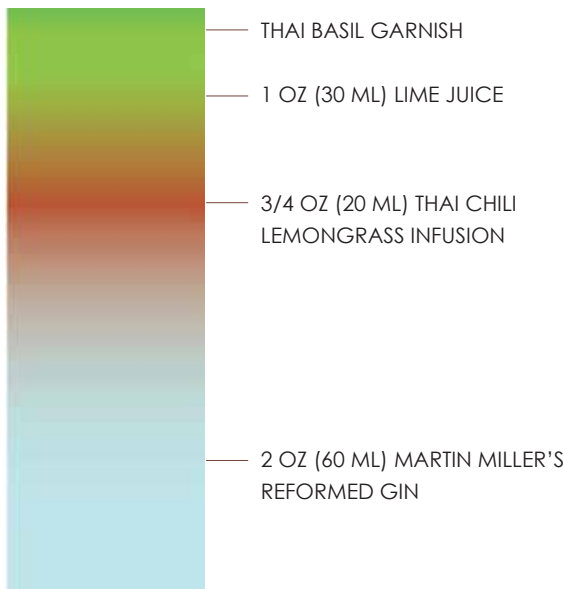 THAI BASIL GARNISH
1 OZ (30 ML) LIME JUICE
3/4 OZ (20 ML) THAI CHILI
LEMONGRASS INFUSION
2 OZ (60 ML) MARTIN MILLER’S
REFORMED GIN